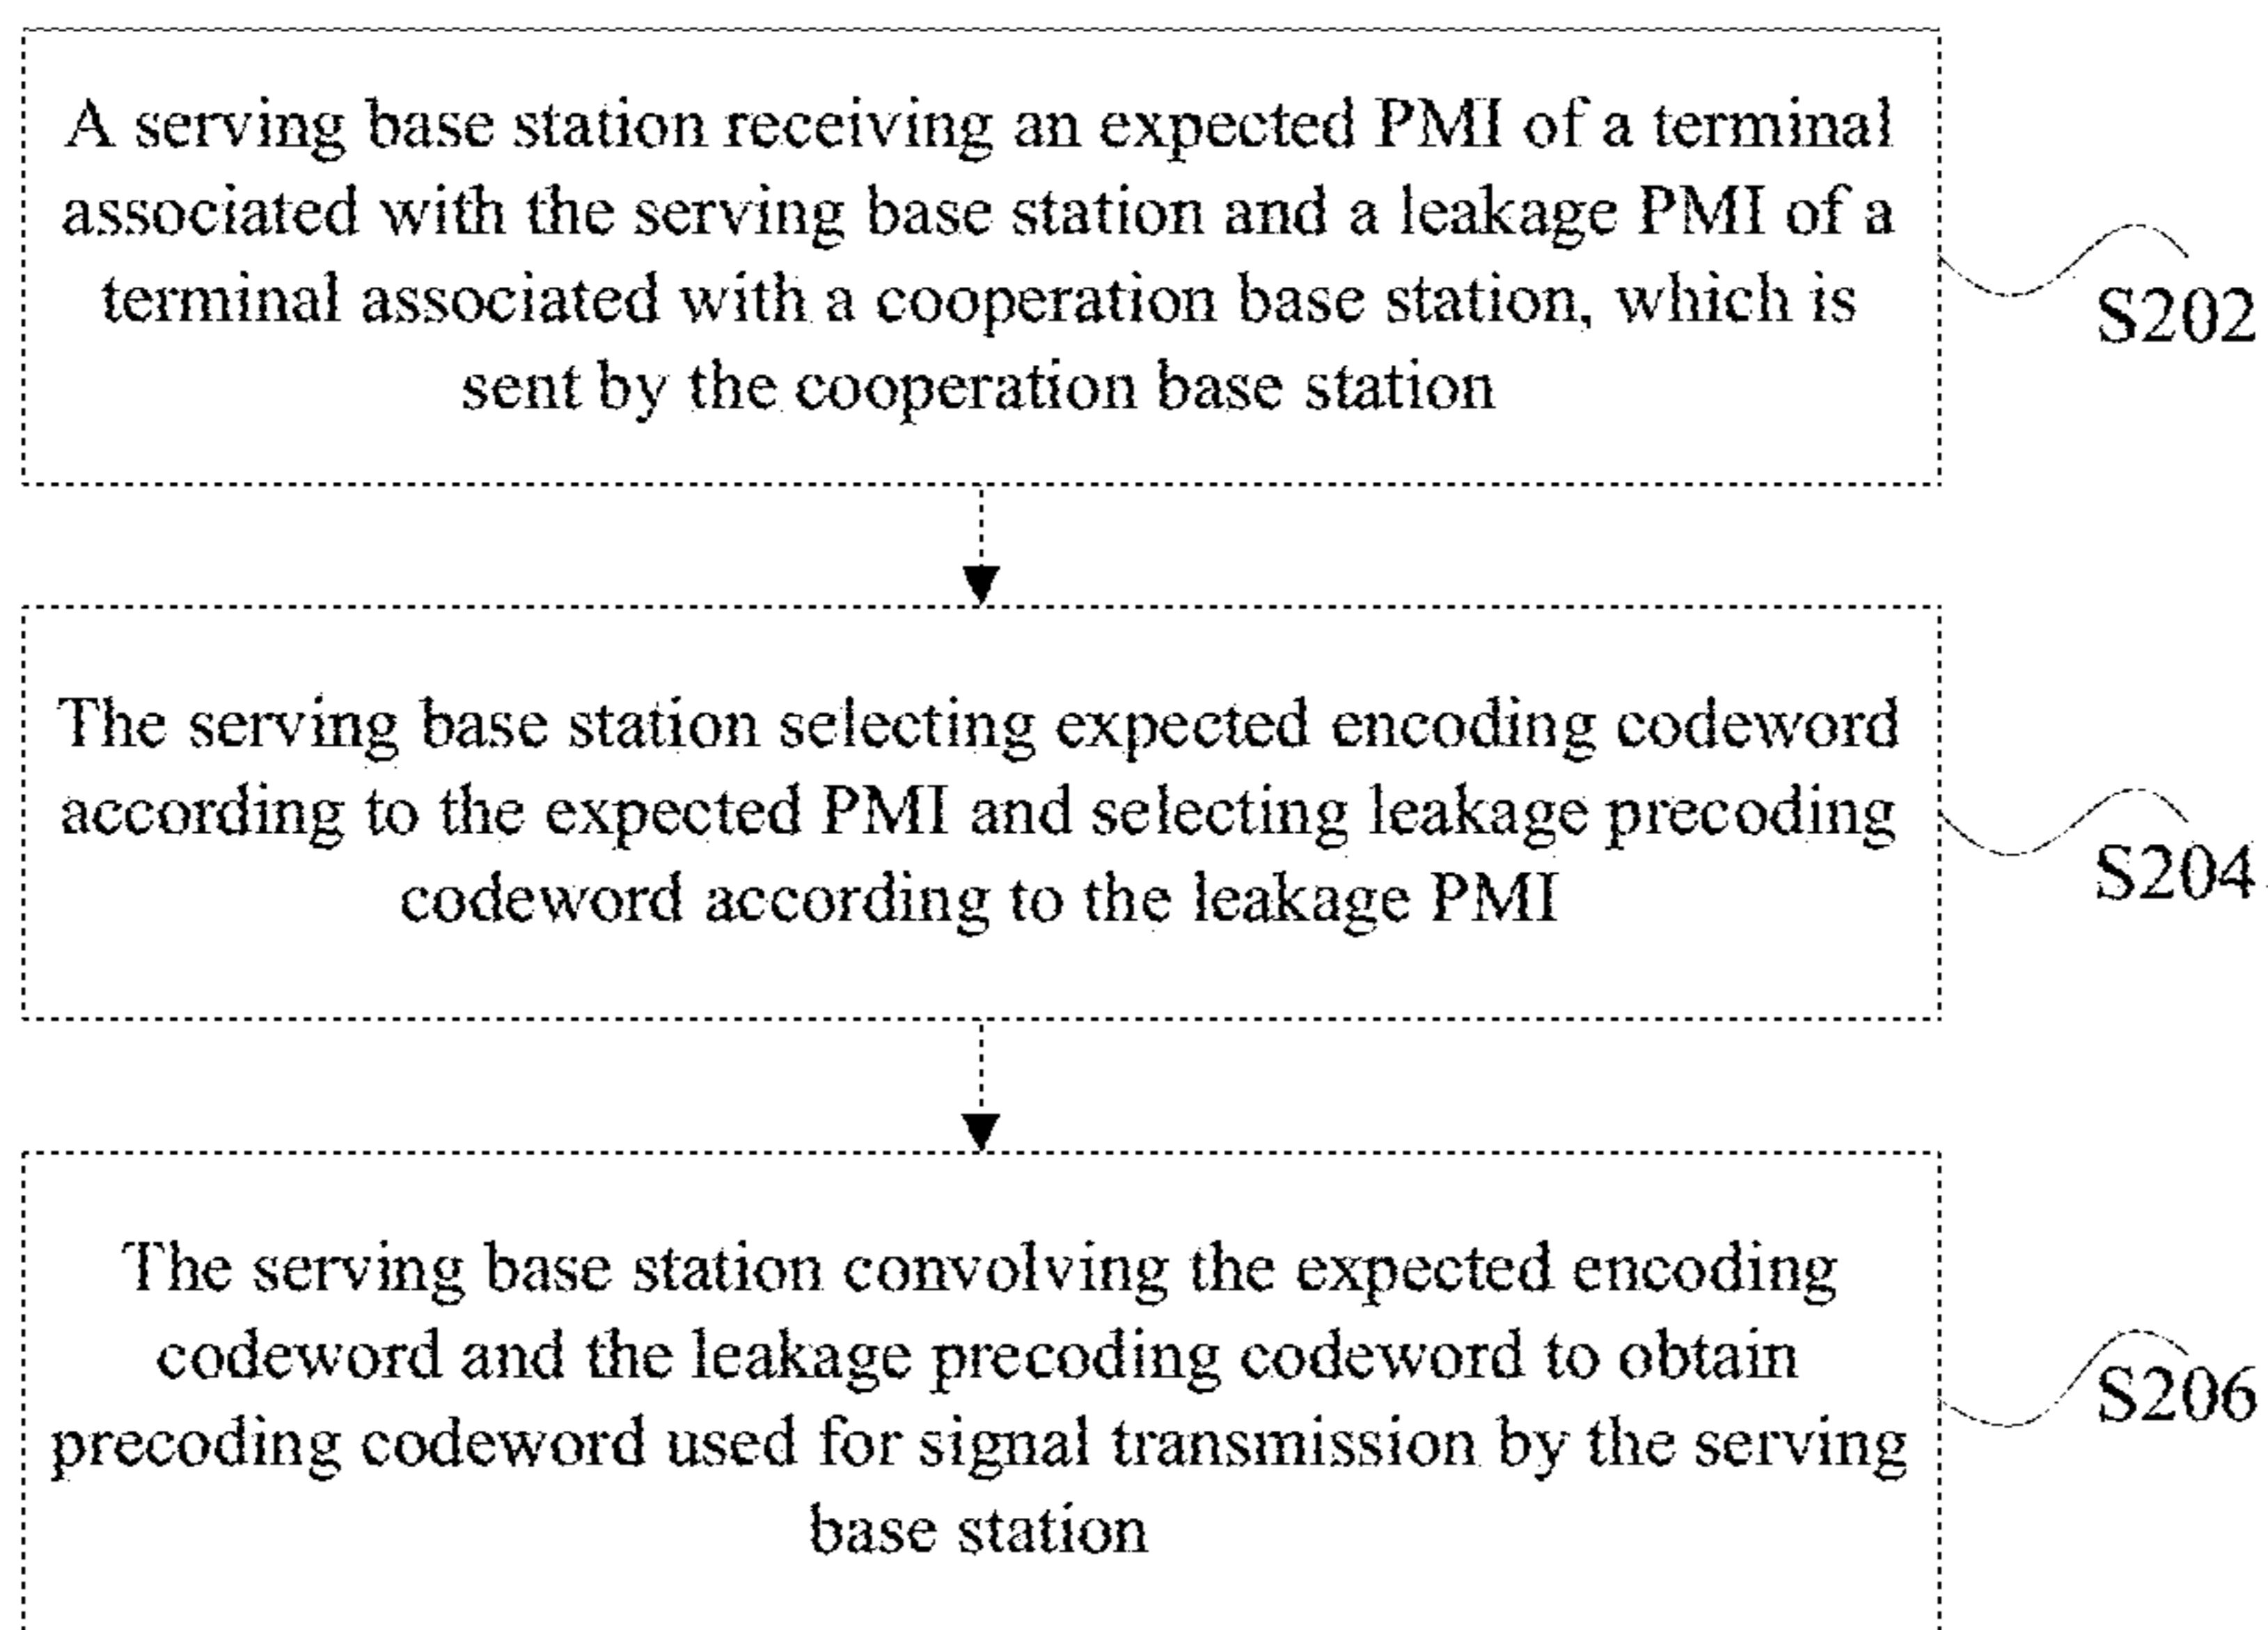 A serving base station receiving an expected PMI of a terminal
associated with the serving base station and a leakage PMI of a
terminal associated with a cooperation base station, which is
sent by the cooperation base station
S202
The serving base station selecting expected encoding codeword
according to the expected PMI and selecting leakage precoding
codeword according to the leakage PMI
S204
The serving base station convolving the expected encoding
codeword and the leakage precoding codeword to obtain
precoding codeword used for signal transmission by the serving
base station
S206